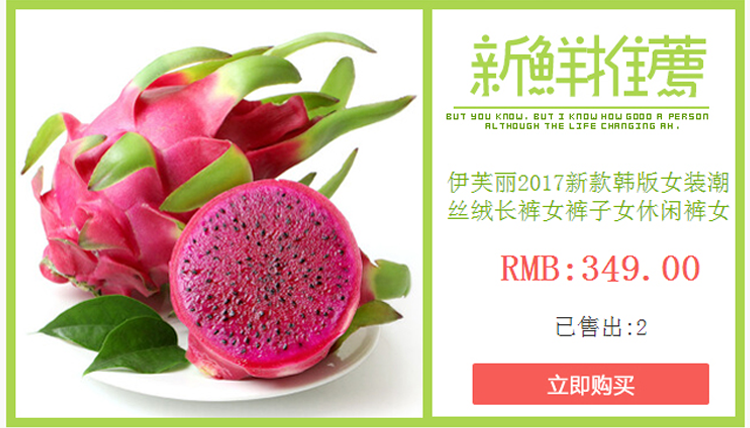 新鲜推薦
BUT YOU KNOW, BUT I KNOW HOW GOOD A PERSON
ALTHOUGH THE LIFE CHANGING AH.
伊芙丽2017新款韩版女装潮
丝绒长裤女裤子女休闲裤女
RMB:349.00
已售出:2
立即购买